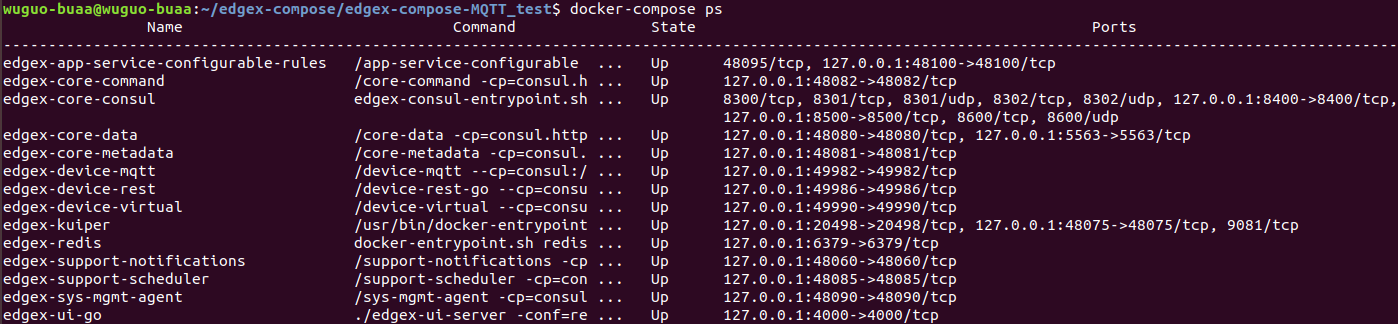 wuguo-buaa@wuguo-buaa:~/edgex-compose/edgex-compose-MQTT_test$ docker-compose ps
Name Command State Ports
--------------------------------------------------------------------------------------------------------------------------------------------------------
edgex-app-service-configurable-rules /app-service-configurable ... Up 48095/tcp, 127.0.0.1:48100->48100/tcp
edgex-core-command /core-command -cp=consul.h ... Up 127.0.0.1:48082->48082/tcp
edgex-core-consul edgex-consul-entrypoint.sh ... Up 8300/tcp, 8301/tcp, 8301/udp, 8302/tcp, 8302/udp, 127.0.0.1:8400->8400/tcp,
127.0.0.1:8500->8500/tcp, 8600/tcp, 8600/udp
edgex-core-data /core-data -cp=consul.http ... Up 127.0.0.1:48080->48080/tcp, 127.0.0.1:5563->5563/tcp
edgex-core-metadata /core-metadata -cp=consul. ... Up 127.0.0.1:48081->48081/tcp
edgex-device-mqtt /device-mqtt --cp=consul:/ ... Up 127.0.0.1:49982->49982/tcp
edgex-device-rest /device-rest-go --cp=consu ... Up 127.0.0.1:49986->49986/tcp
edgex-device-virtual /device-virtual --cp=consu ... Up 127.0.0.1:49990->49990/tcp
edgex-kuiper /usr/bin/docker-entrypoint ... Up 127.0.0.1:20498->20498/tcp, 127.0.0.1:48075->48075/tcp, 9081/tcp
edgex-redis docker-entrypoint.sh redis ... Up 127.0.0.1:6379->6379/tcp
edgex-support-notifications /support-notifications -cp ... Up 127.0.0.1:48060->48060/tcp
edgex-support-scheduler /support-scheduler -cp=con ... Up 127.0.0.1:48085->48085/tcp
edgex-sys-mgmt-agent /sys-mgmt-agent -cp=consul ... Up 127.0.0.1:48090->48090/tcp
edgex-ui-go ./edgex-ui-server -conf=re ... Up 127.0.0.1:4000->4000/tcp